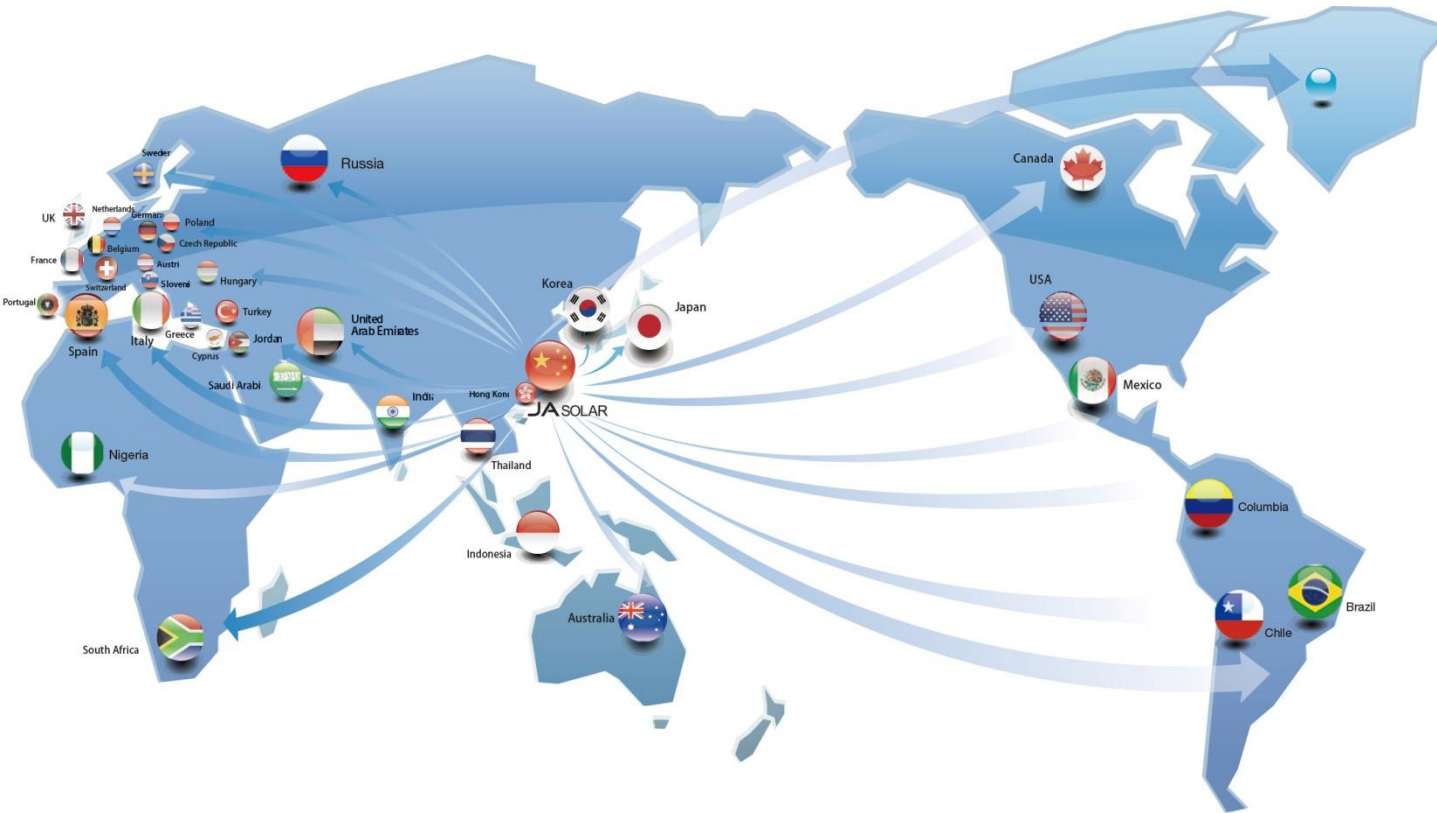 Sweder
Russia
Canada
UK
Netherlands
German
Poland
Czech Republic
Belgium
France
Austri
Switzerland
Sloveni
Hungary
USA
Korea
Japan
Portugal
Turkey
United
Arab Emirates
Spain
Italy
Greece
Cyprus
Jordan
Saudi Arabi
India
Hong Kong
JA SOLAR
Mexico
Nigeria
Thailand
Columbia
Indonesia
Australia
Brazil
Chile
South Africa